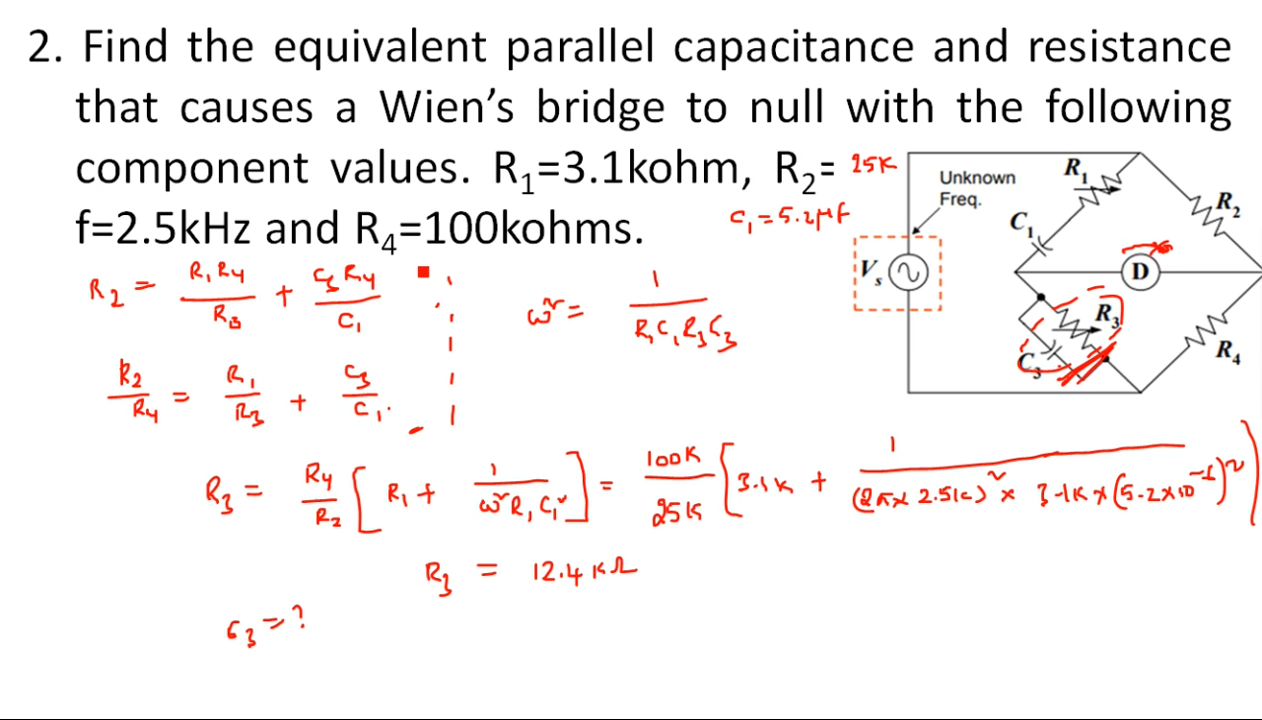 2. Find the equivalent parallel capacitance and resistance
that causes a Wien's bridge to null with the following
component values. R₁=3.1kohm, R₂= 25K
f=2.5kHz and R₄=100kohms. C₁=5.2μf
Unknown
Freq.
R₁
R₂
C₁
Vₛ
D
R₃
C₃
R₄
R₂ = R₁R₄/R₃ + C₃R₄/C₁
ω² = 1/R₁C₁R₃C₃
R₂/R₄ = R₁/R₃ + C₃/C₁.
R₃ = R₄/R₂ [R₁ + 1/ω²R₁C₁²] = 100K/25K [3.1K + 1/(2π×2.5K)² × 3.1K×(5.2×10⁻⁶)²]
R₃ = 12.4KΩ
C₃ = ?